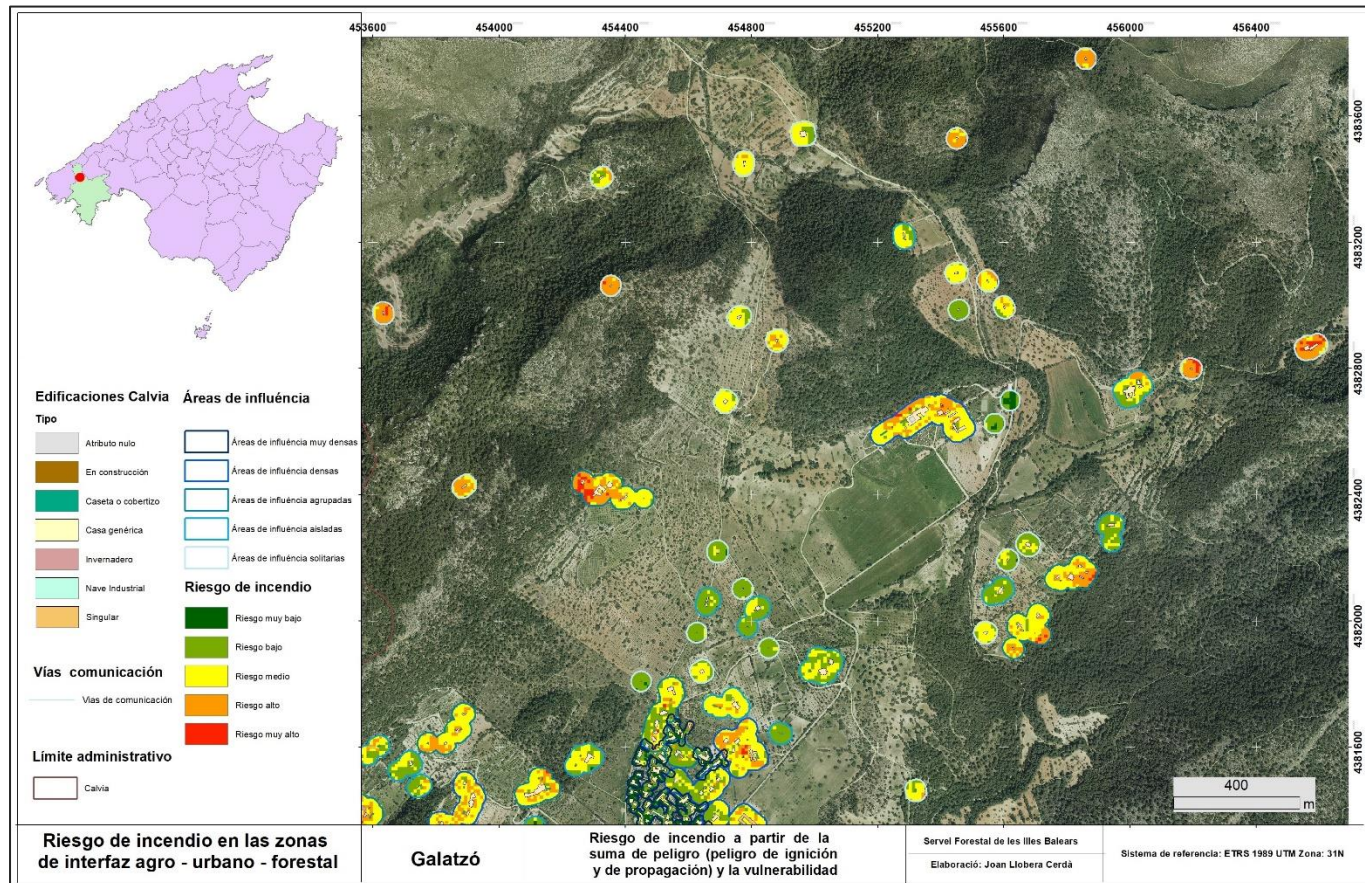 453600 454000 454400 454800 455200 455600 456000 456400
4383600
4383200
4382800
4382400
4382000
4381600
Edificaciones Calvia
Tipo
Atributo nulo
En construcción
Caseta o cobertizo
Casa genérica
Invernadero
Nave Industrial
Singular
Vías comunicación
Vias de comunicación
Límite administrativo
Calvia
Áreas de influéncia
Áreas de influéncia muy densas
Áreas de influéncia densas
Áreas de influéncia agrupadas
Áreas de influéncia aisladas
Áreas de influéncia solitarias
Riesgo de incendio
Riesgo muy bajo
Riesgo bajo
Riesgo medio
Riesgo alto
Riesgo muy alto
400
m
Riesgo de incendio en las zonas
de interfaz agro - urbano - forestal
Galatzó
Riesgo de incendio a partir de la
suma de peligro (peligro de ignición
y de propagación) y la vulnerabilidad
Servei Forestal de les Illes Balears
Elaboració: Joan Llobera Cerdà
Sistema de referencia: ETRS 1989 UTM Zona: 31N